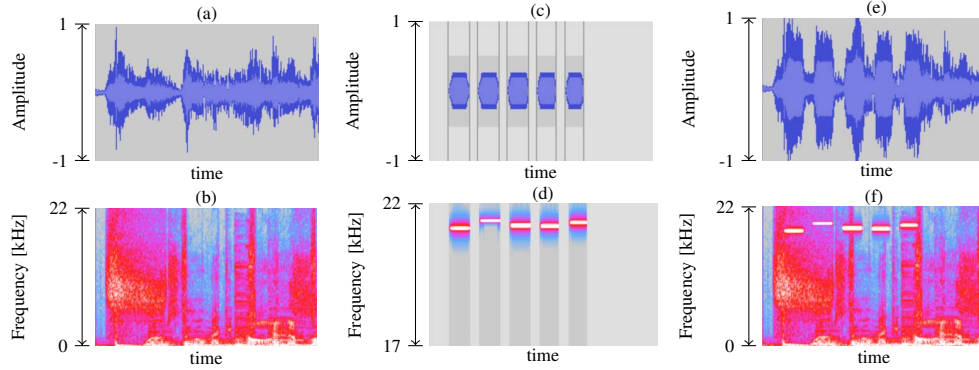 (a)
1
Amplitude
-1
time
(b)
22
Frequency [kHz]
0
time
(c)
1
Amplitude
-1
time
(d)
22
Frequency [kHz]
17
time
(e)
1
Amplitude
-1
time
(f)
22
Frequency [kHz]
0
time